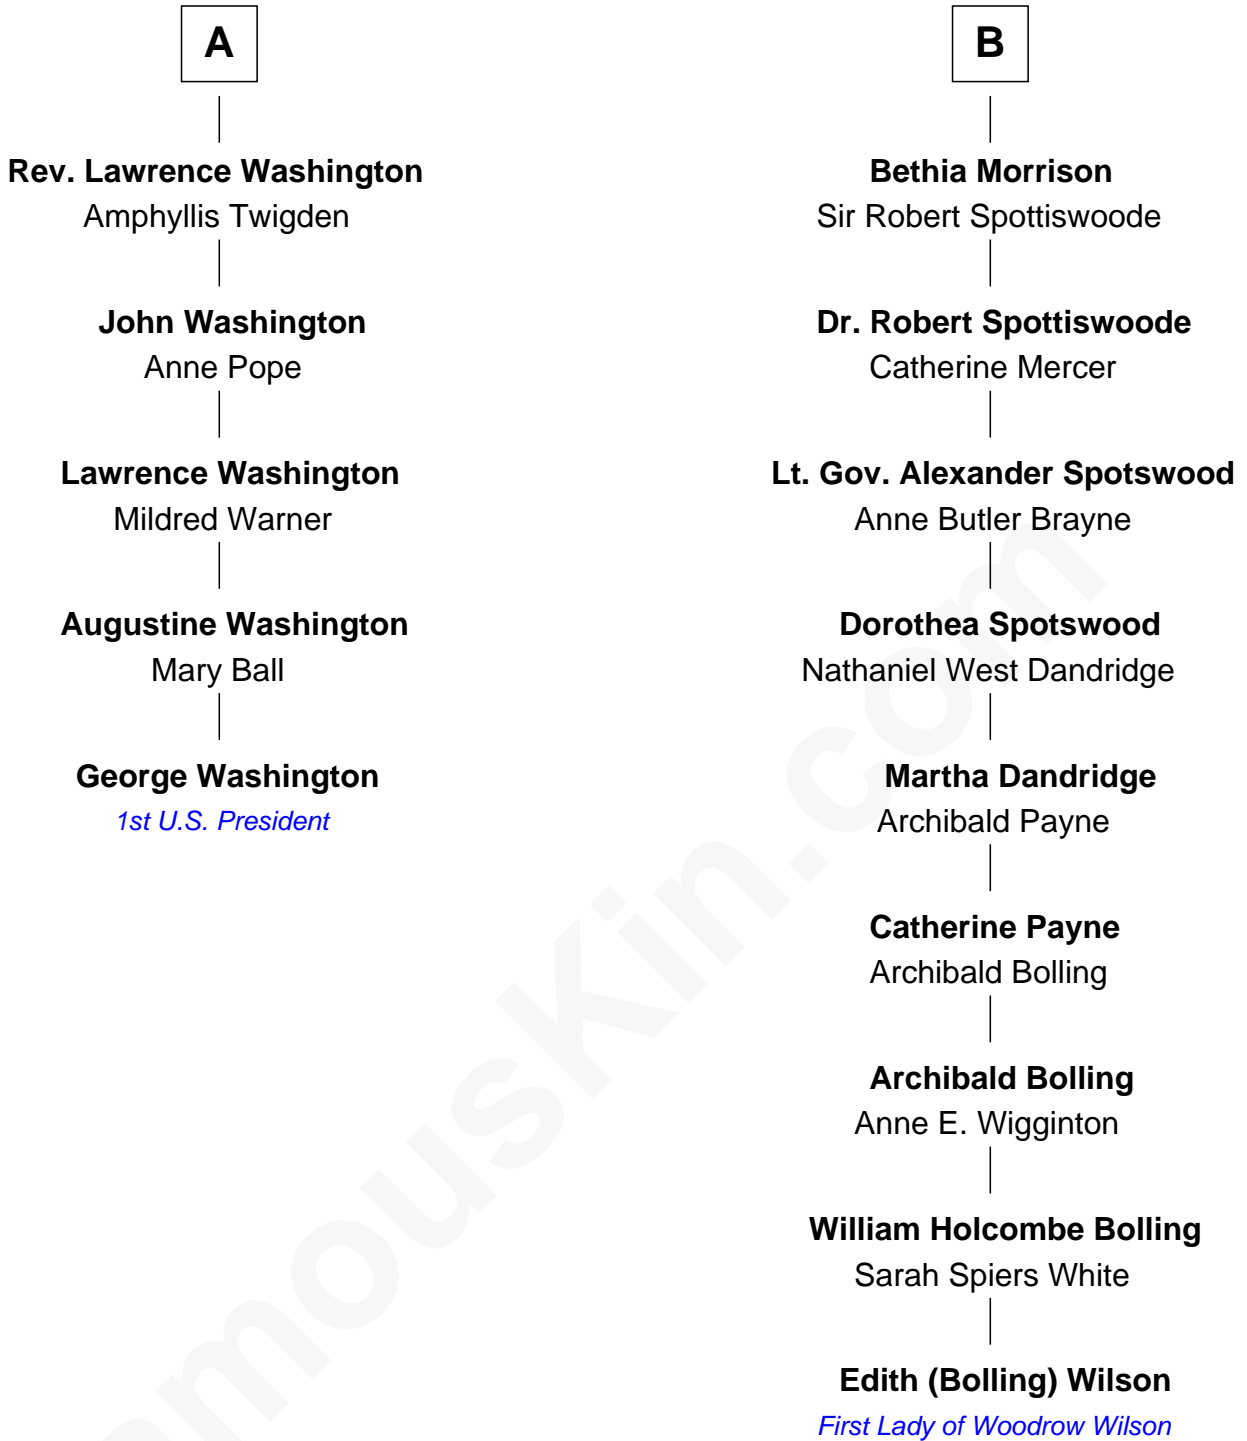 A
Rev. Lawrence Washington
Amphyllis Twigden
John Washington
Anne Pope
Lawrence Washington
Mildred Warner
Augustine Washington
Mary Ball
George Washington
1st U.S. President
B
Bethia Morrison
Sir Robert Spottiswoode
Dr. Robert Spottiswoode
Catherine Mercer
Lt. Gov. Alexander Spotswood
Anne Butler Brayne
Dorothea Spotswood
Nathaniel West Dandridge
Martha Dandridge
Archibald Payne
Catherine Payne
Archibald Bolling
Archibald Bolling
Anne E. Wigginton
William Holcombe Bolling
Sarah Spiers White
Edith (Bolling) Wilson
First Lady of Woodrow Wilson
amousKin.com